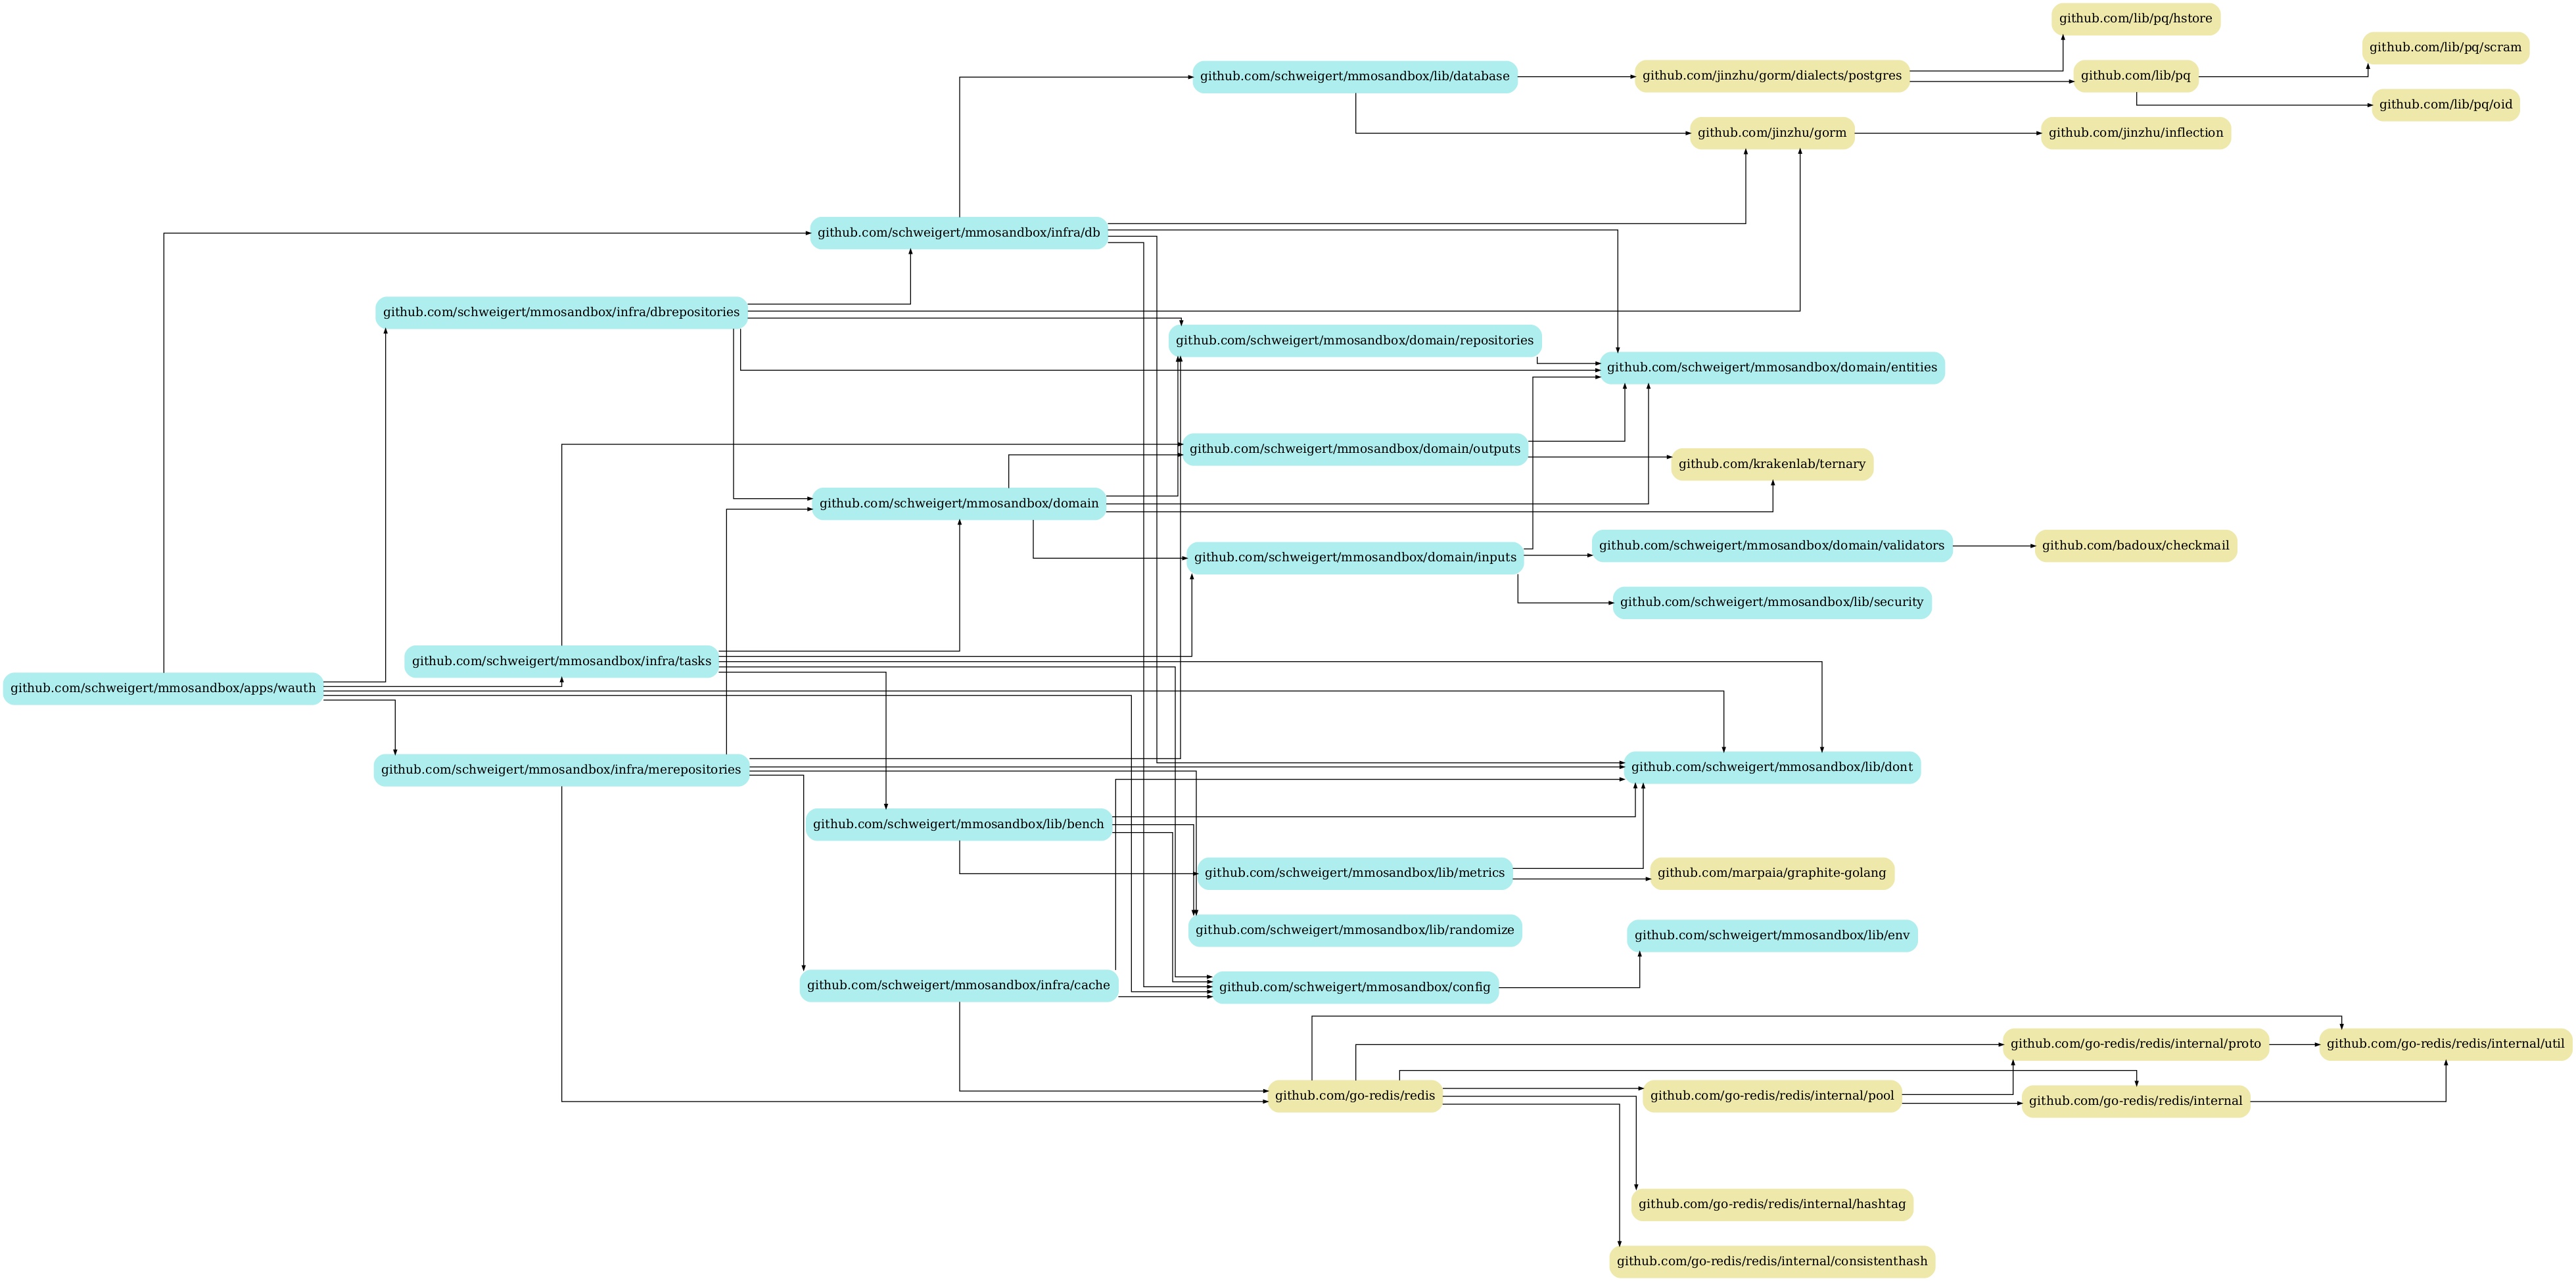 github.com/lib/pq/hstore
github.com/lib/pq/scram
github.com/schweigert/mmosandbox/lib/database
github.com/jinzhu/gorm/dialects/postgres
github.com/lib/pq
github.com/lib/pq/oid
github.com/jinzhu/gorm
github.com/jinzhu/inflection
github.com/schweigert/mmosandbox/infra/db
github.com/schweigert/mmosandbox/infra/dbrepositories
github.com/schweigert/mmosandbox/domain/repositories
github.com/schweigert/mmosandbox/domain/entities
github.com/schweigert/mmosandbox/domain/outputs
github.com/krakenlab/ternary
github.com/schweigert/mmosandbox/domain
github.com/schweigert/mmosandbox/domain/inputs
github.com/schweigert/mmosandbox/domain/validators
github.com/badoux/checkmail
github.com/schweigert/mmosandbox/lib/security
github.com/schweigert/mmosandbox/infra/tasks
github.com/schweigert/mmosandbox/apps/wauth
github.com/schweigert/mmosandbox/infra/merepositories
github.com/schweigert/mmosandbox/lib/dont
github.com/schweigert/mmosandbox/lib/bench
github.com/schweigert/mmosandbox/lib/metrics
github.com/marpaia/graphite-golang
github.com/schweigert/mmosandbox/lib/randomize
github.com/schweigert/mmosandbox/lib/env
github.com/schweigert/mmosandbox/infra/cache
github.com/schweigert/mmosandbox/config
github.com/go-redis/redis/internal/proto
github.com/go-redis/redis/internal/util
github.com/go-redis/redis
github.com/go-redis/redis/internal/pool
github.com/go-redis/redis/internal
github.com/go-redis/redis/internal/hashtag
github.com/go-redis/redis/internal/consistenthash